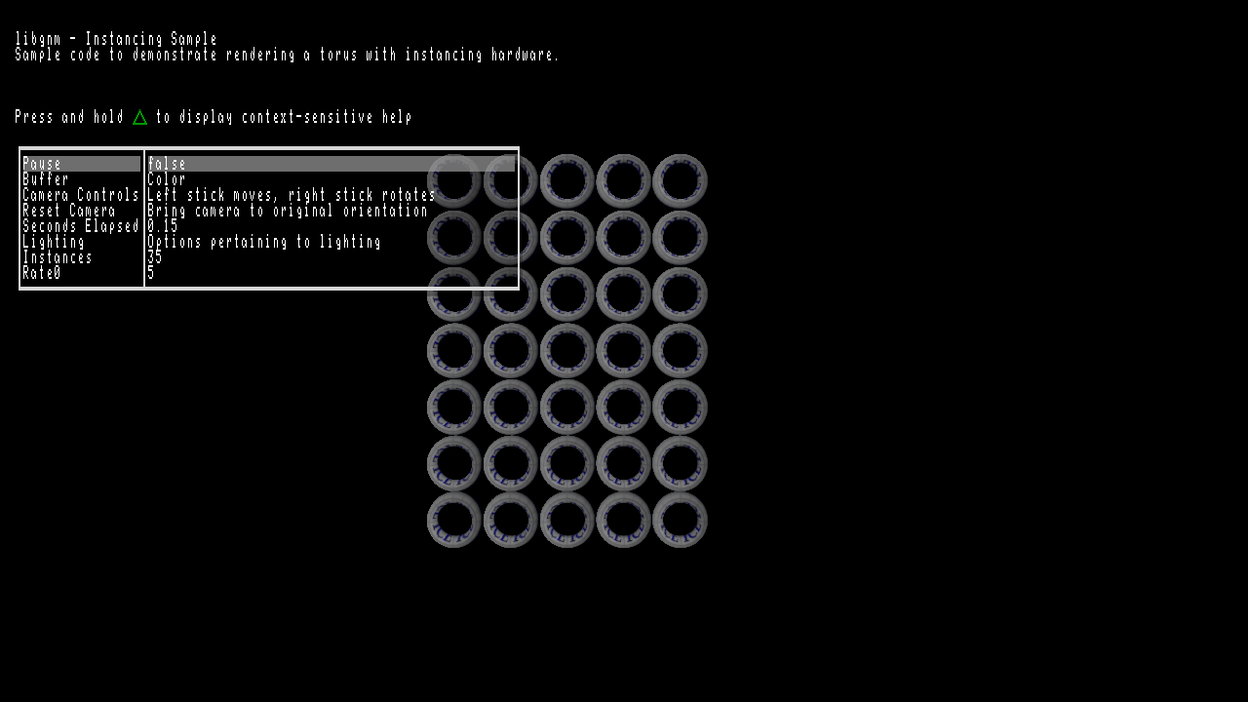 libgnm - Instancing Sample
Sample code to demonstrate rendering a torus with instancing hardware.
Press and hold △ to display context-sensitive help
Pause false
Buffer Color
Camera Controls Left stick moves, right stick rotates
Reset Camera Bring camera to original orientation
Seconds Elapsed 0.15
Lighting Options pertaining to lighting
Instances 35
Rate0 5